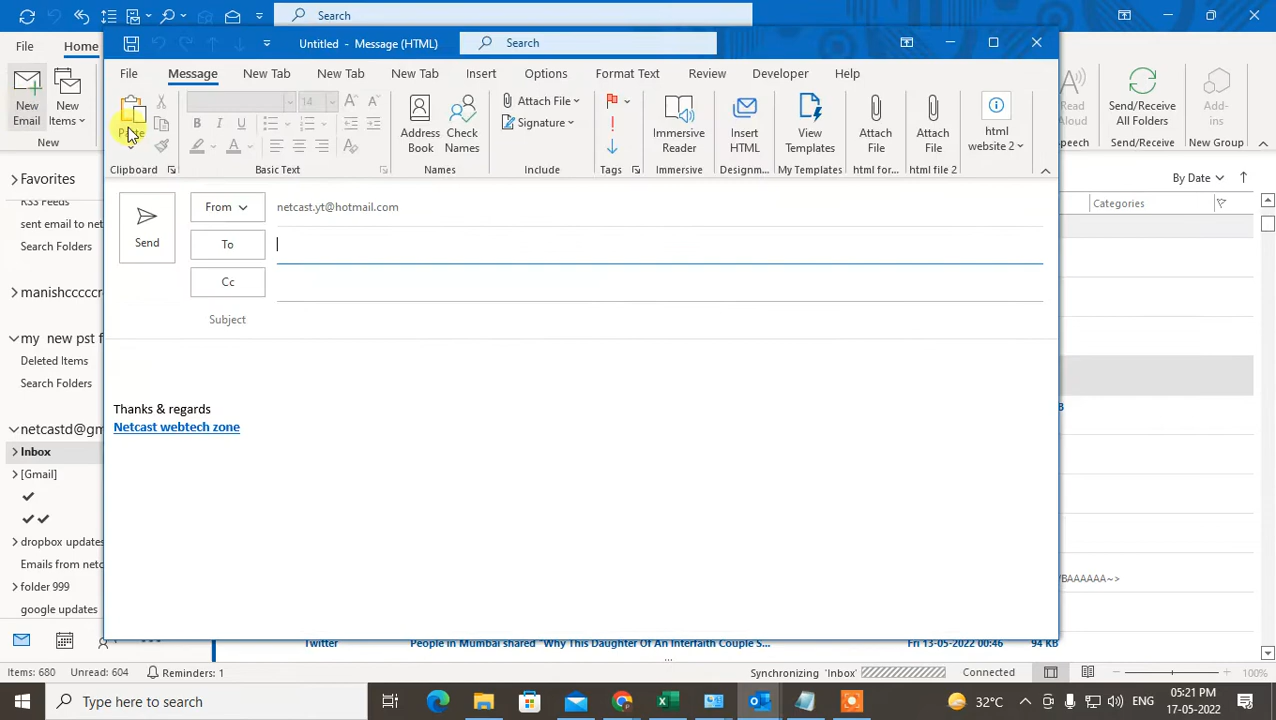 Search
File
Home
Untitled - Message (HTML)
Search
File
Message
New Tab
New Tab
New Tab
Insert
Options
Format Text
Review
Developer
Help
New
Email
New
Items
New
Paste
Clipboard
14
B I U
Basic Text
Address
Book
Check
Names
Names
Attach File
Signature
Include
Tags
Immersive
Reader
Immersive
Insert
HTML
Designm...
View
Templates
My Templates
Attach
File
html for...
Attach
File
html file 2
html
website 2
Read
Aloud
Speech
Send/Receive
All Folders
Send/Receive
Add-
ins
New Group
Favorites
RSS Feeds
sent email to net
Search Folders
manishcccccra
my new pst f
Deleted Items
Search Folders
netcastd@gm
Inbox
[Gmail]
dropbox updates
Emails from netc
folder 999
google updates
Send
From
netcast.yt@hotmail.com
To
Cc
Subject
Thanks & regards
Netcast webtech zone
By Date
Categories
B
/BAAAAAA~>
Twitter
People in Mumbai shared "Why This Daughter Of An Interfaith Couple S...
Fri 13-05-2022 00:46
94 KB
Items: 680
Unread: 604
Reminders: 1
Synchronizing 'Inbox'
Connected
100%
Type here to search
32°C
ENG
05:21 PM
17-05-2022